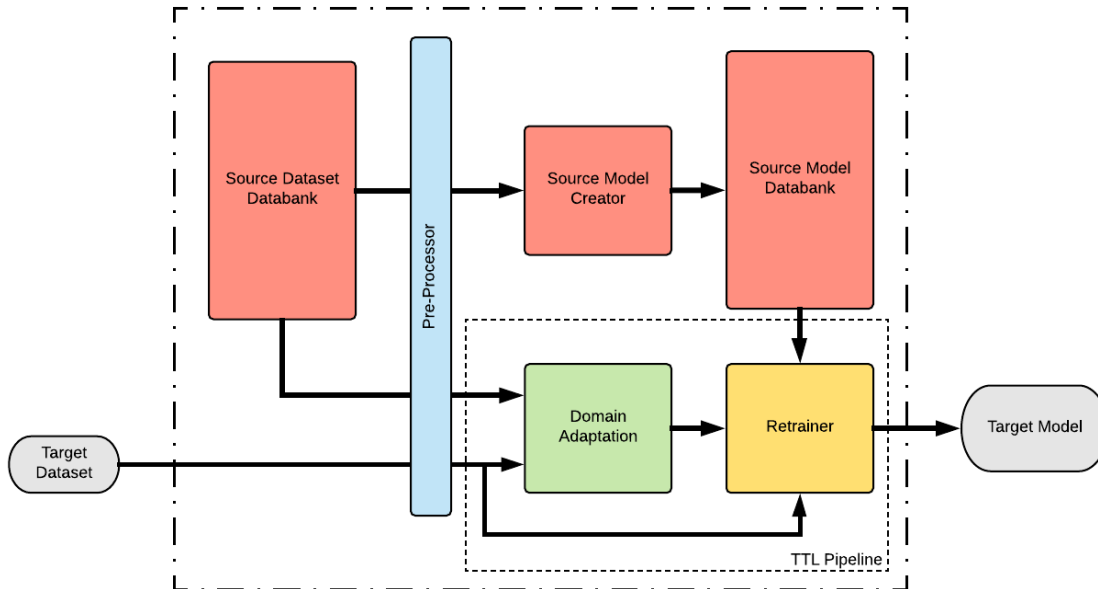 Source Dataset
Databank
Pre-Processor
Source Model
Creator
Source Model
Databank
Domain
Adaptation
Retrainer
Target
Dataset
Target Model
TTL Pipeline